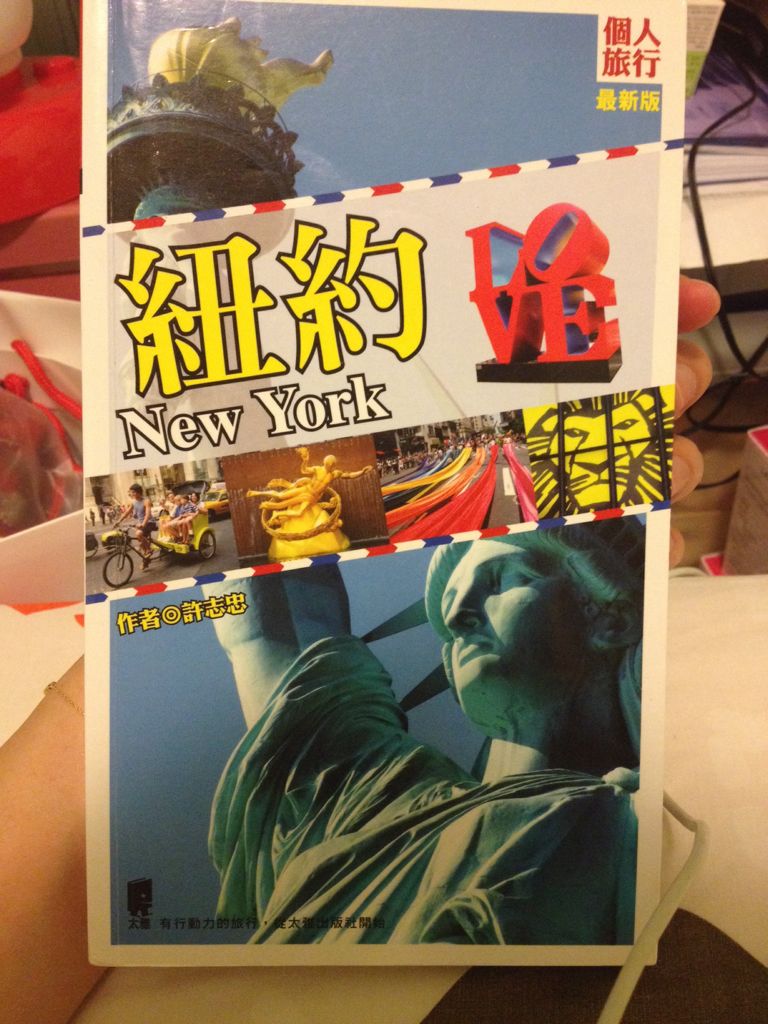 個人
旅行
最新版
紐約
New York
LOVE
作者◎許志忠
太雅 有行動力的旅行，從太雅出版社開始